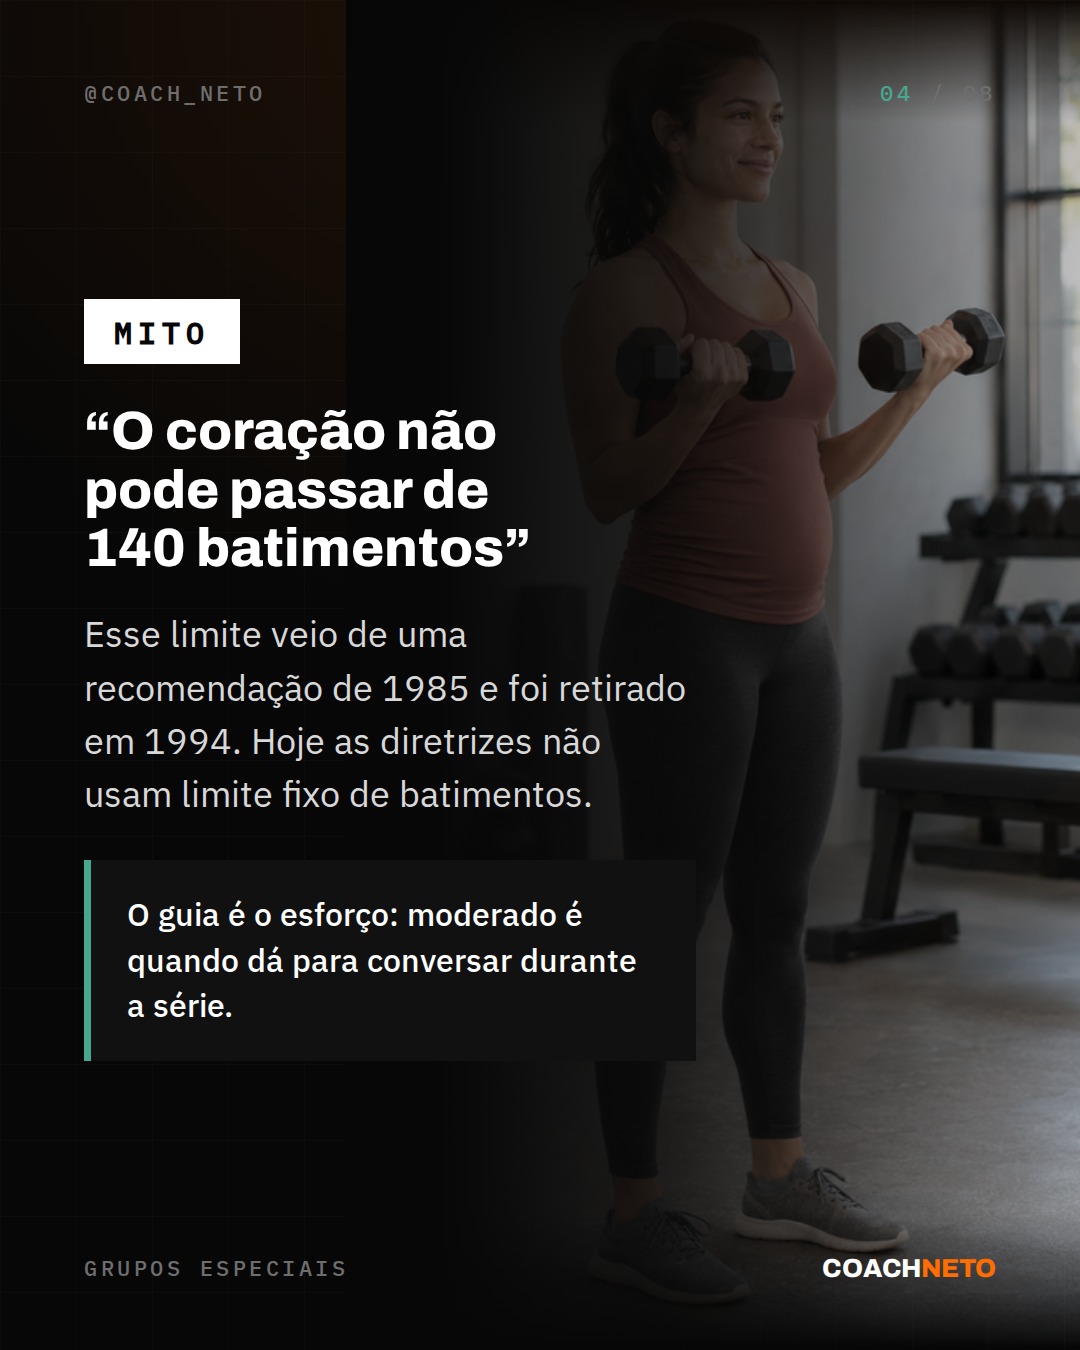 @COACH_NETO
04 / 08
MITO
“O coração não
pode passar de
140 batimentos”
Esse limite veio de uma
recomendação de 1985 e foi retirado
em 1994. Hoje as diretrizes não
usam limite fixo de batimentos.
O guia é o esforço: moderado é
quando dá para conversar durante
a série.
GRUPOS ESPECIAIS
COACHNETO